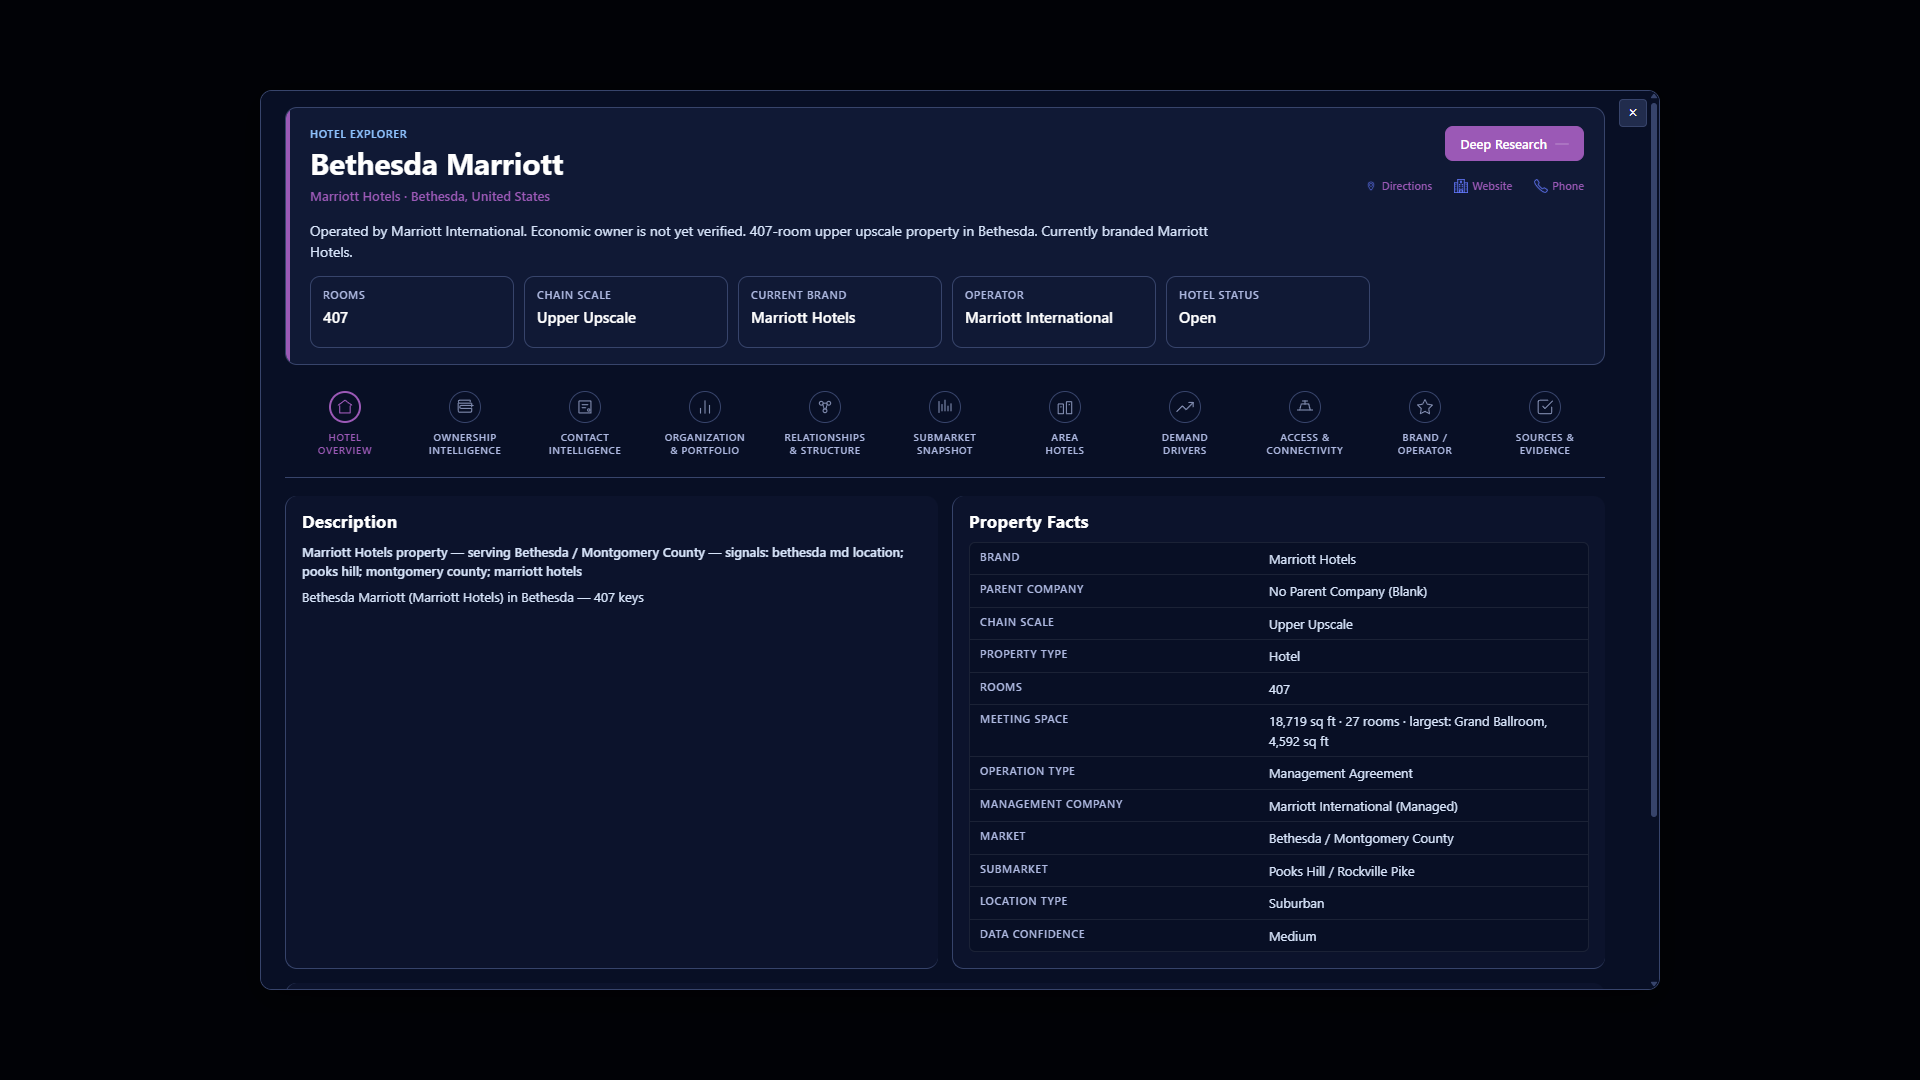 HOTEL EXPLORER
Bethesda Marriott
Marriott Hotels · Bethesda, United States
Deep Research —
Directions
Website
Phone
Operated by Marriott International. Economic owner is not yet verified. 407-room upper upscale property in Bethesda. Currently branded Marriott
Hotels.
ROOMS
407
CHAIN SCALE
Upper Upscale
CURRENT BRAND
Marriott Hotels
OPERATOR
Marriott International
HOTEL STATUS
Open
HOTEL
OVERVIEW
OWNERSHIP
INTELLIGENCE
CONTACT
INTELLIGENCE
ORGANIZATION
& PORTFOLIO
RELATIONSHIPS
& STRUCTURE
SUBMARKET
SNAPSHOT
AREA
HOTELS
DEMAND
DRIVERS
ACCESS &
CONNECTIVITY
BRAND /
OPERATOR
SOURCES &
EVIDENCE
Description
Marriott Hotels property — serving Bethesda / Montgomery County — signals: bethesda md location;
pooks hill; montgomery county; marriott hotels
Bethesda Marriott (Marriott Hotels) in Bethesda — 407 keys
Property Facts
BRAND Marriott Hotels
PARENT COMPANY No Parent Company (Blank)
CHAIN SCALE Upper Upscale
PROPERTY TYPE Hotel
ROOMS 407
MEETING SPACE 18,719 sq ft · 27 rooms · largest: Grand Ballroom,
4,592 sq ft
OPERATION TYPE Management Agreement
MANAGEMENT COMPANY Marriott International (Managed)
MARKET Bethesda / Montgomery County
SUBMARKET Pooks Hill / Rockville Pike
LOCATION TYPE Suburban
DATA CONFIDENCE Medium